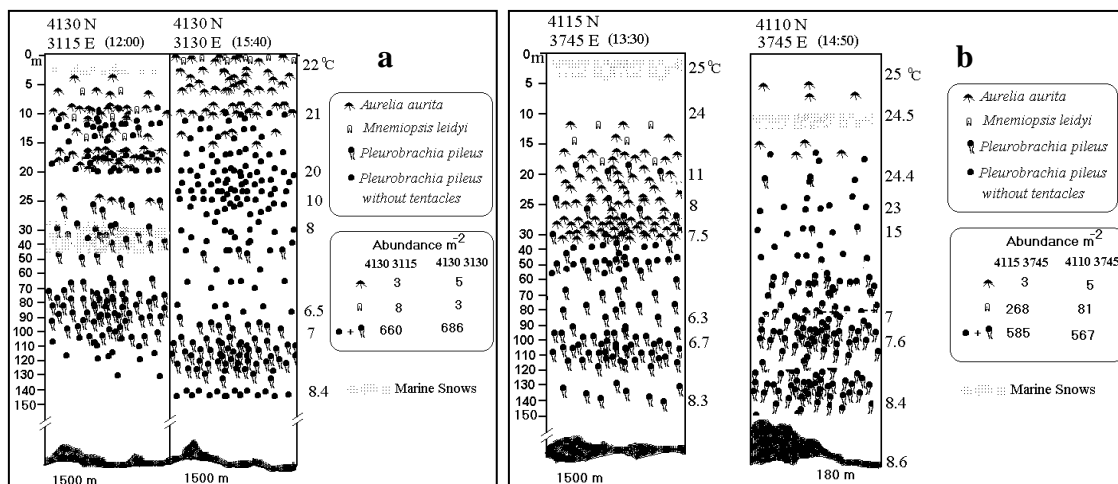 4130 N
3115 E (12:00)
4130 N
3130 E (15:40)
a
0
m
5
10
15
20
25
30
40
50
60
70
80
90
100
110
120
130
140
150
22 °C
21
20
10
8
6.5
7
8.4
1500 m
1500 m
Aurelia aurita
Mnemiopsis leidyi
Pleurobrachia pileus
Pleurobrachia pileus
without tentacles
Abundance m-2
4130 3115 4130 3130
3 5
8 3
+ 660 686
Marine Snows
4115 N
3745 E (13:30)
4110 N
3745 E (14:50)
b
0
m
5
10
15
20
25
30
40
50
60
70
80
90
100
110
120
130
140
150
25 °C
24
11
8
7.5
6.3
6.7
8.3
25 °C
24.5
24.4
23
15
7
7.6
8.4
8.6
1500 m
180 m
Aurelia aurita
Mnemiopsis leidyi
Pleurobrachia pileus
Pleurobrachia pileus
without tentacles
Abundance m-2
4115 3745 4110 3745
3 5
268 81
+ 585 567
Marine Snows